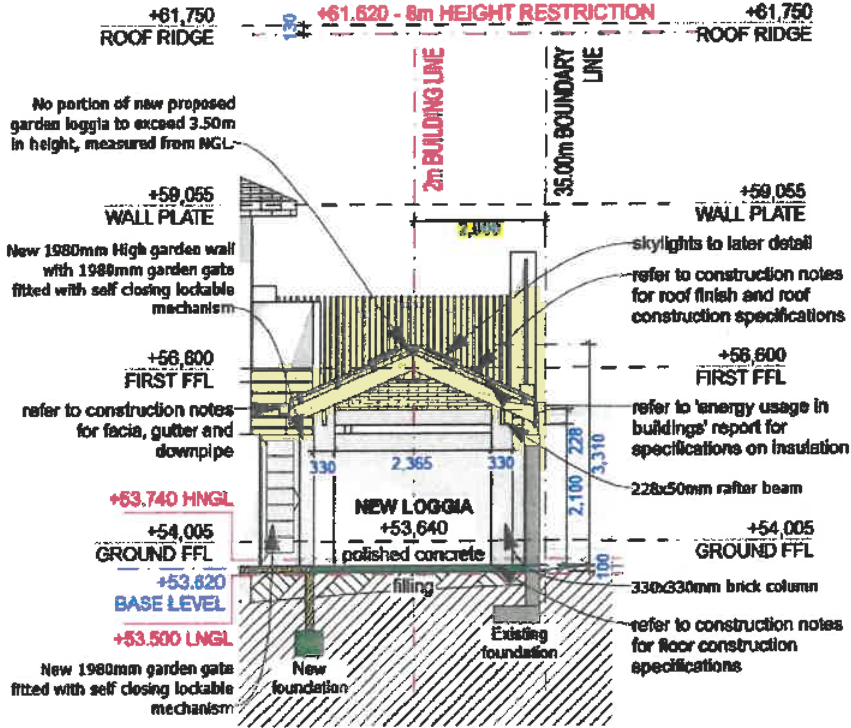 +61,750
ROOF RIDGE
130
+61.620 - 8m HEIGHT RESTRICTION
+61,750
ROOF RIDGE
2m BUILDING LINE
35.00m BOUNDARY
LINE
No portion of new proposed
garden loggia to exceed 3.50m
in height, measured from NGL
+59,055
WALL PLATE
+59,055
WALL PLATE
New 1980mm High garden wall
with 1980mm garden gate
fitted with self closing lockable
mechanism
skylights to later detail
refer to construction notes
for roof finish and roof
construction specifications
+56,600
FIRST FFL
+56,600
FIRST FFL
refer to construction notes
for facia, gutter and
downpipe
refer to 'energy usage in
buildings' report for
specifications on insulation
330
2,365
330
228
2,100
3,310
228x50mm rafter beam
+53.740 HNGL
NEW LOGGIA
+53,640
polished concrete
+54,005
GROUND FFL
+54,005
GROUND FFL
100
+53.620
BASE LEVEL
filling
330x330mm brick column
+53.500 LNGL
Existing
foundation
refer to construction notes
for floor construction
specifications
New 1980mm garden gate
fitted with self closing lockable
mechanism
New
foundation